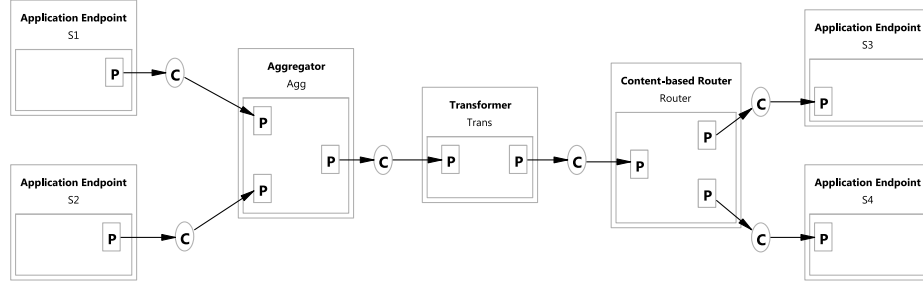 Application Endpoint
S1
P
C
Application Endpoint
S2
P
C
Aggregator
Agg
P
P
P
C
Transformer
Trans
P
P
C
Content-based Router
Router
P
P
P
C
C
Application Endpoint
S3
P
Application Endpoint
S4
P